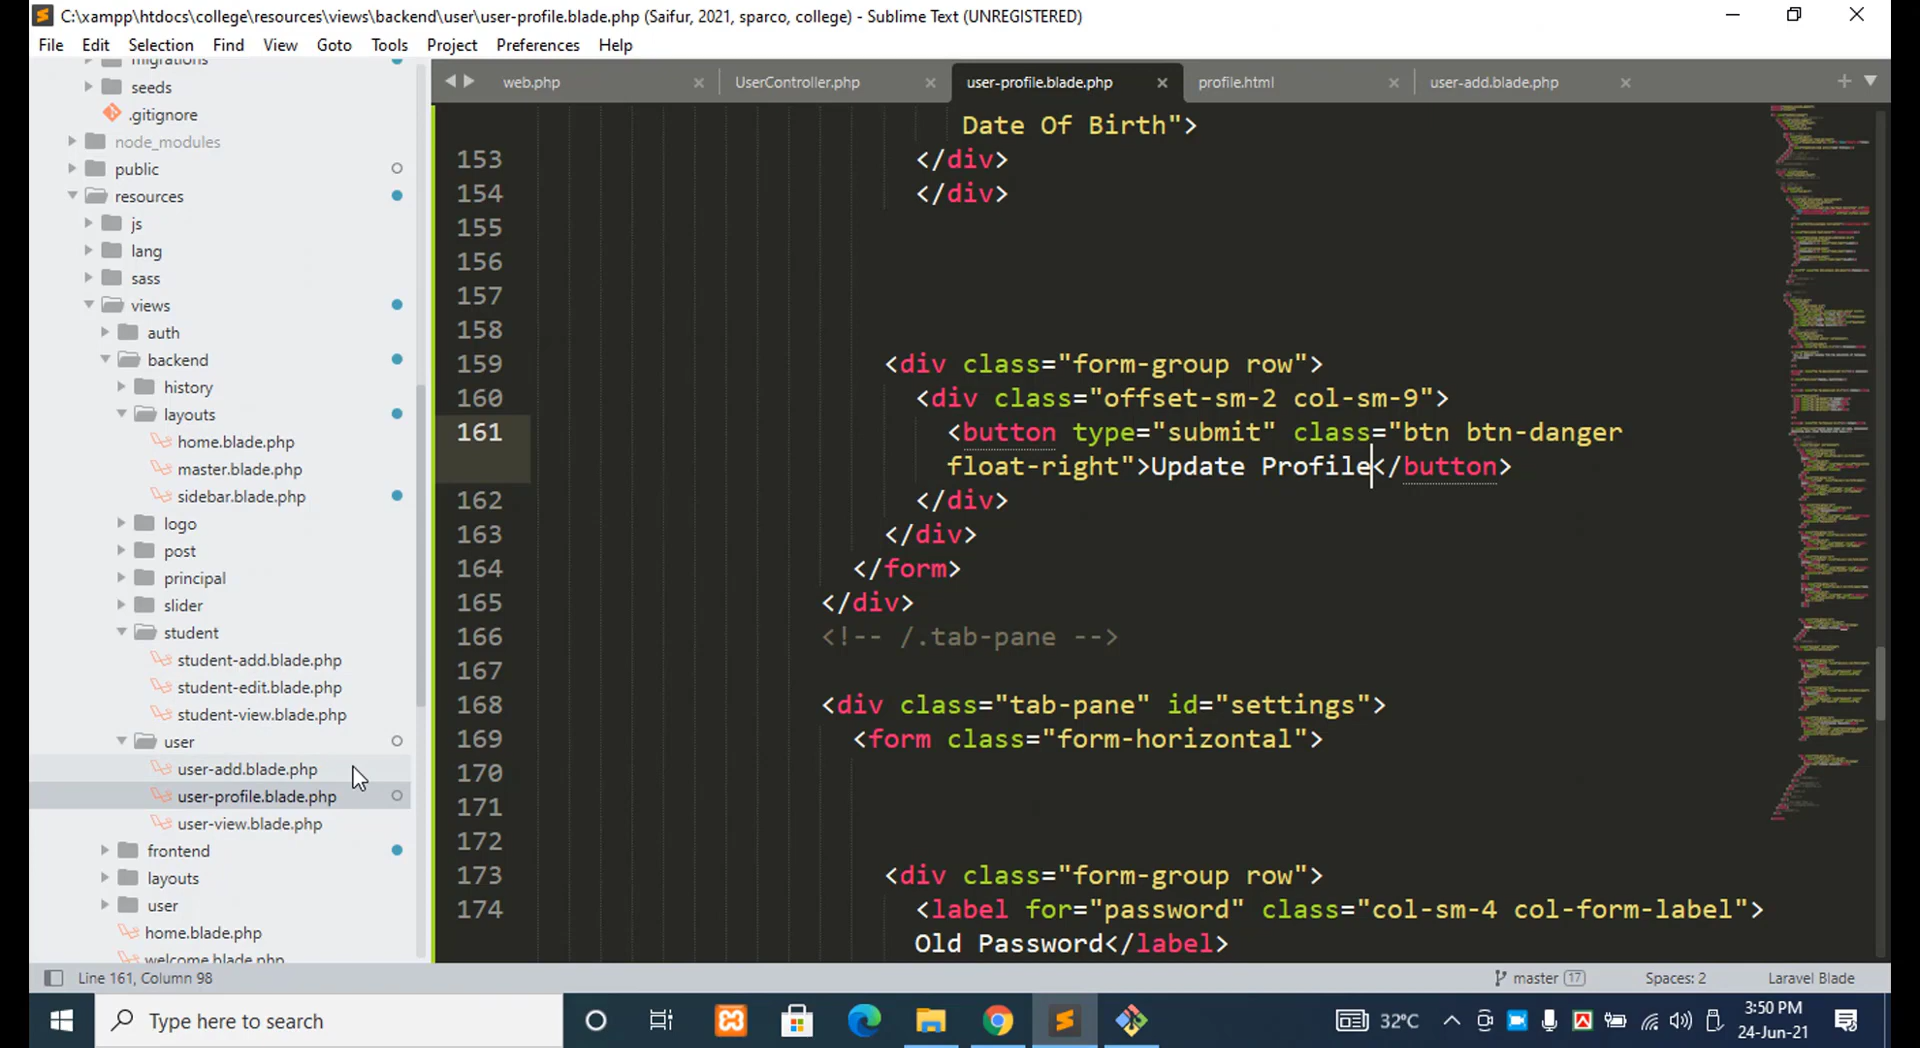 C:\xampp\htdocs\college\resources\views\backend\user\user-profile.blade.php (Saifur, 2021, sparco, college) - Sublime Text (UNREGISTERED)
File Edit Selection Find View Goto Tools Project Preferences Help
web.php UserController.php user-profile.blade.php profile.html user-add.blade.php
migrations
seeds
.gitignore
node_modules
public
resources
js
lang
sass
views
auth
backend
history
layouts
home.blade.php
master.blade.php
sidebar.blade.php
logo
post
principal
slider
student
student-add.blade.php
student-edit.blade.php
student-view.blade.php
user
user-add.blade.php
user-profile.blade.php
user-view.blade.php
frontend
layouts
user
home.blade.php
welcome.blade.php
Date Of Birth">
153 </div>
154 </div>
155
156
157
158
159 <div class="form-group row">
160 <div class="offset-sm-2 col-sm-9">
161 <button type="submit" class="btn btn-danger
float-right">Update Profile</button>
162 </div>
163 </div>
164 </form>
165 </div>
166 <!-- /.tab-pane -->
167
168 <div class="tab-pane" id="settings">
169 <form class="form-horizontal">
170
171
172
173 <div class="form-group row">
174 <label for="password" class="col-sm-4 col-form-label">
Old Password</label>
Line 161, Column 98 master 17 Spaces: 2 Laravel Blade
Type here to search 32°C 3:50 PM
24-Jun-21